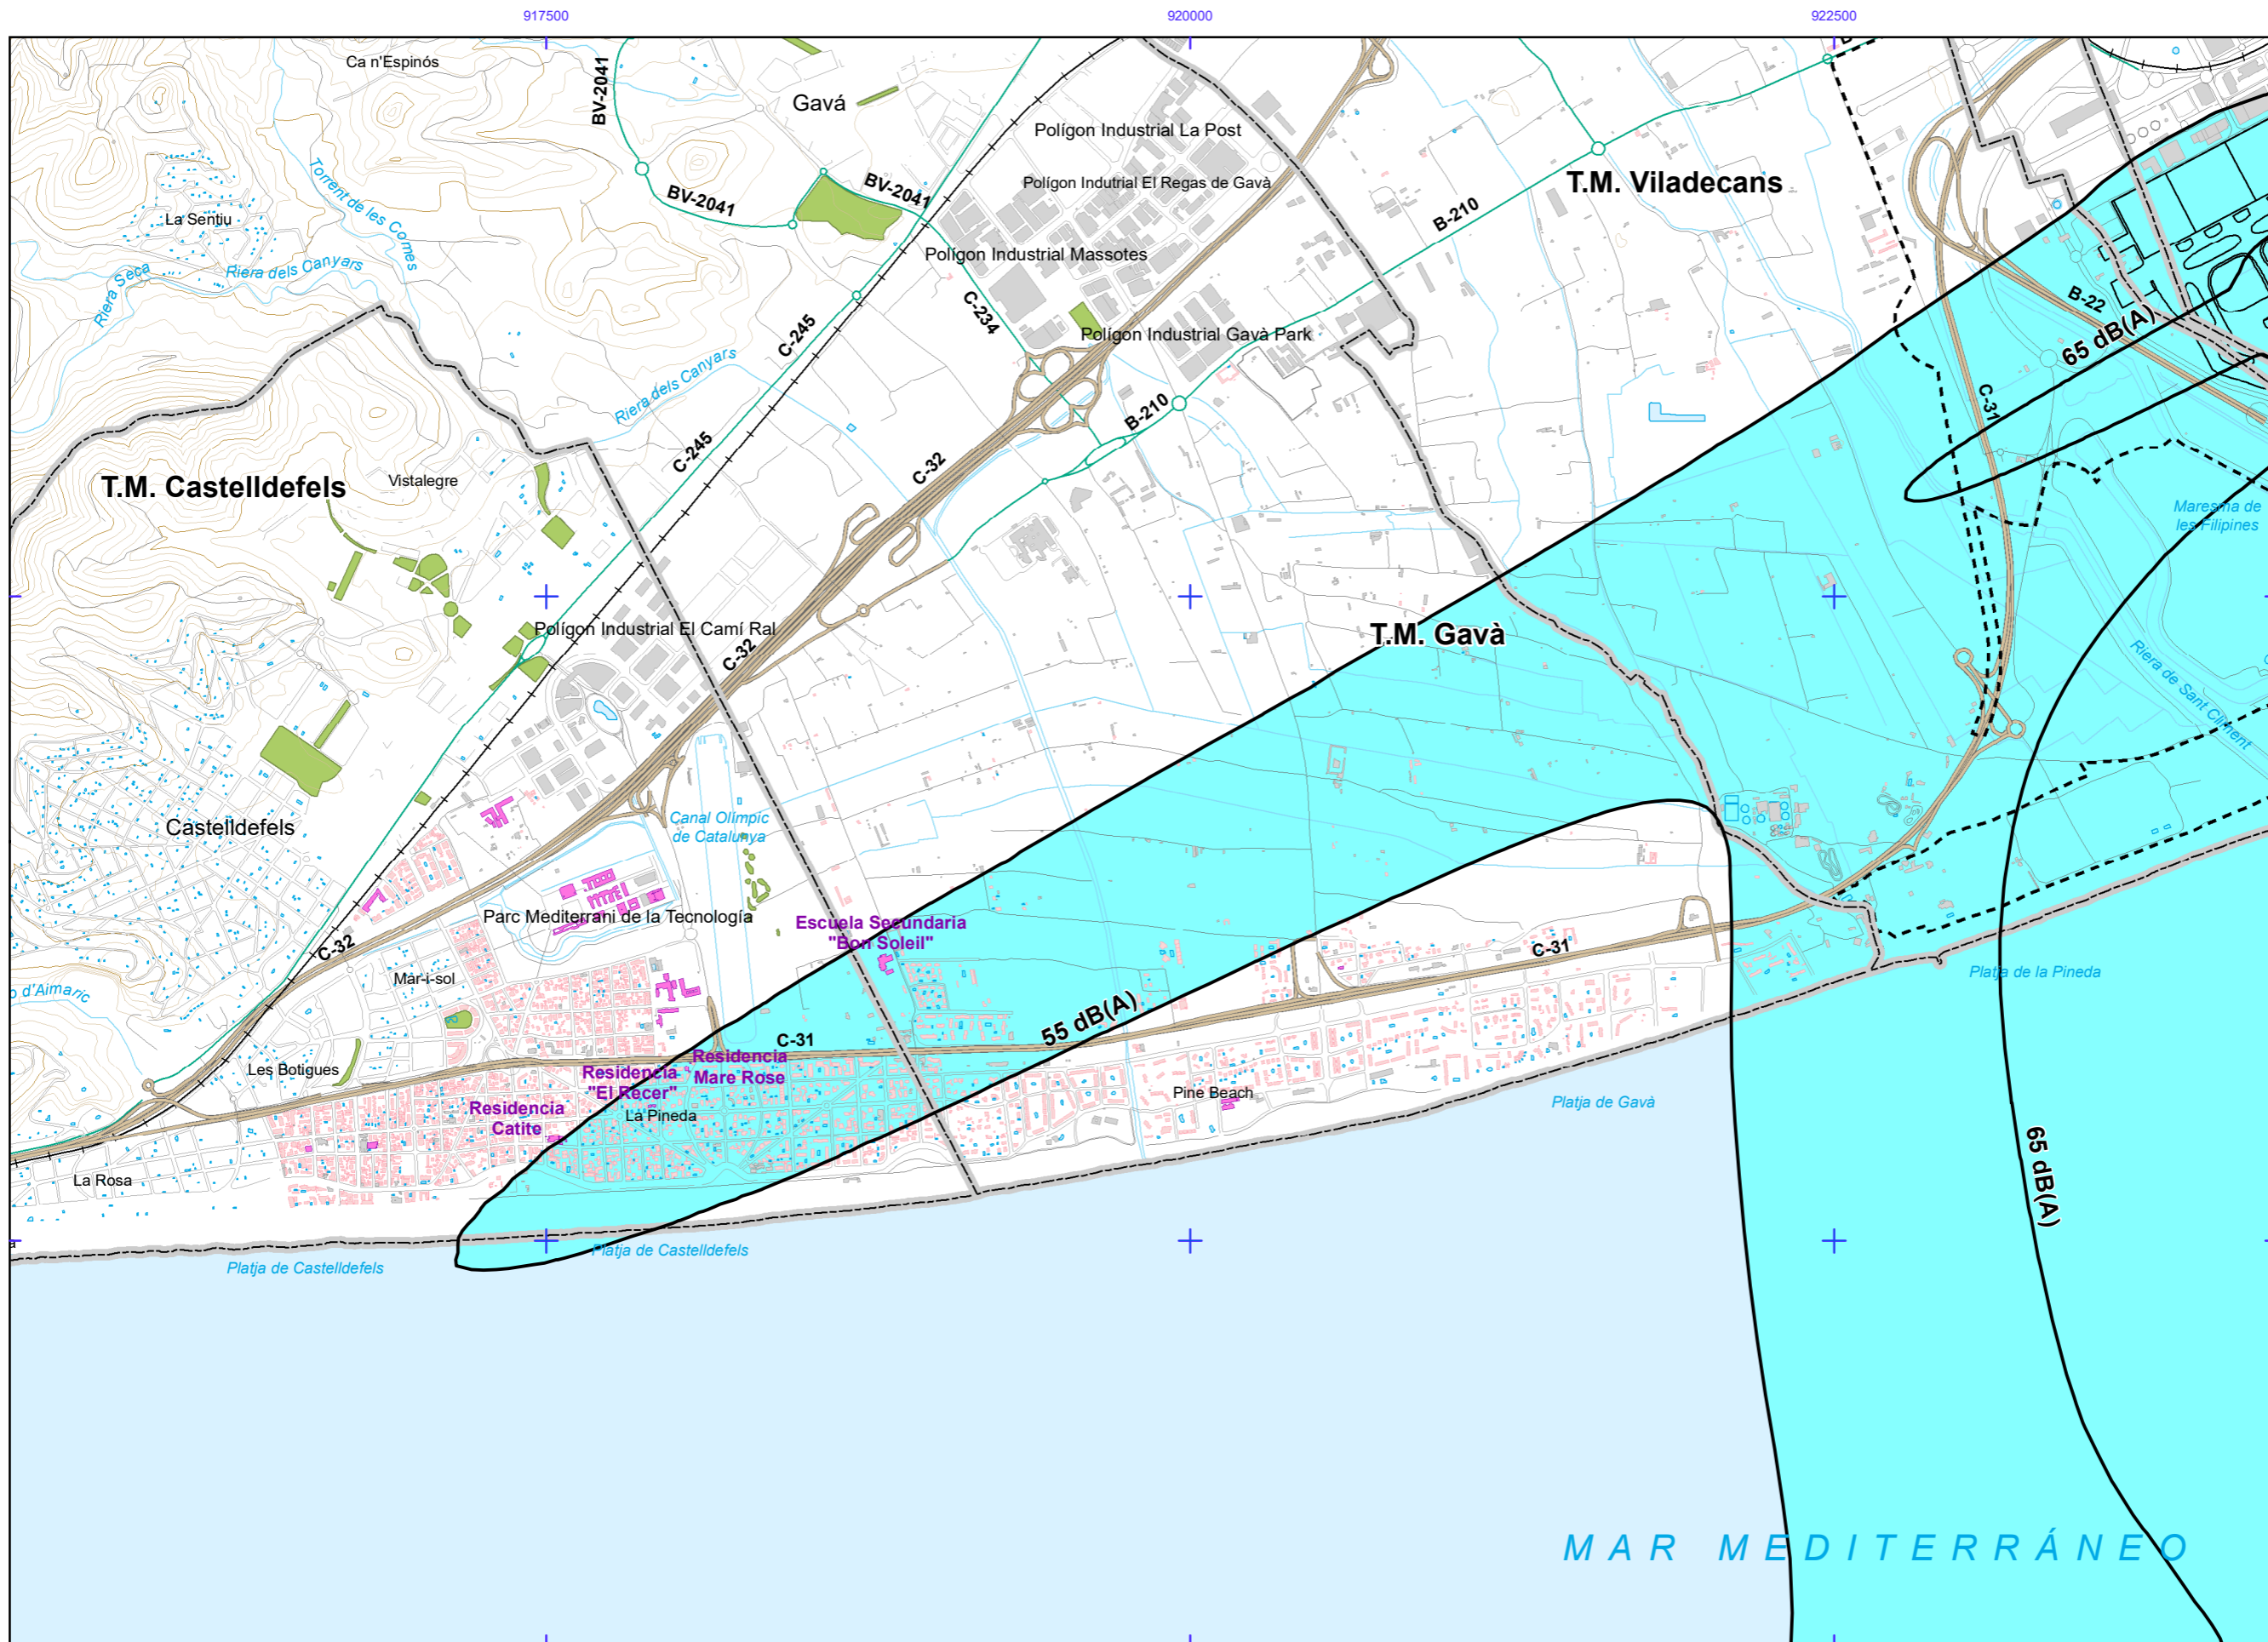 917500
920000
922500
Ca n'Espinós
BV-2041
Gavá
Polígon Industrial La Post
Polígon Indutrial El Regas de Gavà
T.M. Viladecans
BV-2041
BV-2041
B-210
La Sentiu
Torrent de les Comes
Riera Seca
Riera dels Canyars
Polígon Industrial Massotes
C-234
C-245
Polígon Industrial Gavà Park
B-22
65 dB(A)
Riera dels Canyars
B-210
C-31
C-245
C-32
T.M. Castelldefels
Vistalegre
Maresma de
les Filipines
Polígon Industrial El Camí Ral
C-32
T.M. Gavà
Riera de Sant Climent
Castelldefels
Canal Olímpic
de Catalunya
Parc Mediterrani de la Tecnología
Escuela Secundaria
"Bon Soleil"
C-32
C-31
Mar-i-sol
o d'Aimaric
Platja de la Pineda
55 dB(A)
C-31
Les Botigues
Residencia
Mare Rose
Residencia
"El Recer"
La Pineda
Residencia
Catite
Pine Beach
Platja de Gavà
65 dB(A)
La Rosa
a
Platja de Castelldefels
Platja de Castelldefels
MAR MEDITERRÁNEO